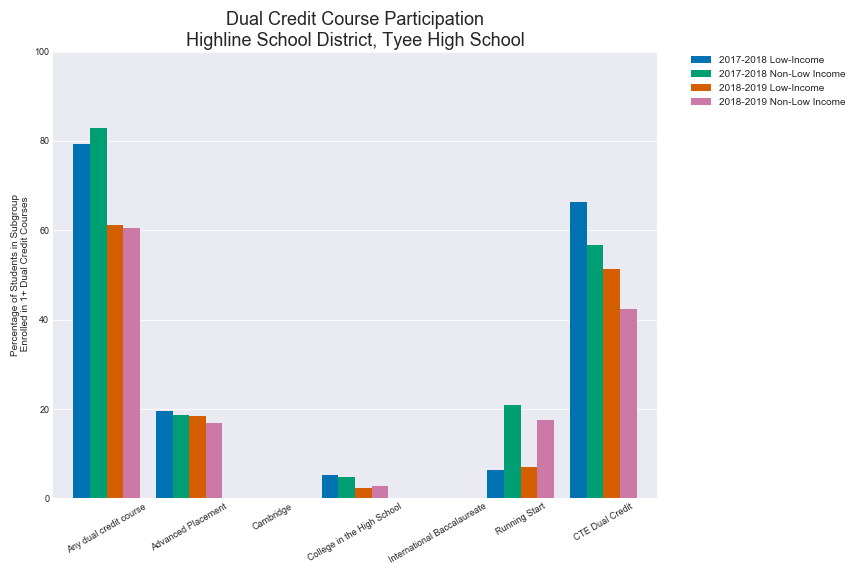 Dual Credit Course Participation
Highline School District, Tyee High School
2017-2018 Low-Income
2017-2018 Non-Low Income
2018-2019 Low-Income
2018-2019 Non-Low Income
Percentage of Students in Subgroup
Enrolled in 1+ Dual Credit Courses
100
80
60
40
20
0
Any dual credit course
Advanced Placement
Cambridge
College in the High School
International Baccalaureate
Running Start
CTE Dual Credit